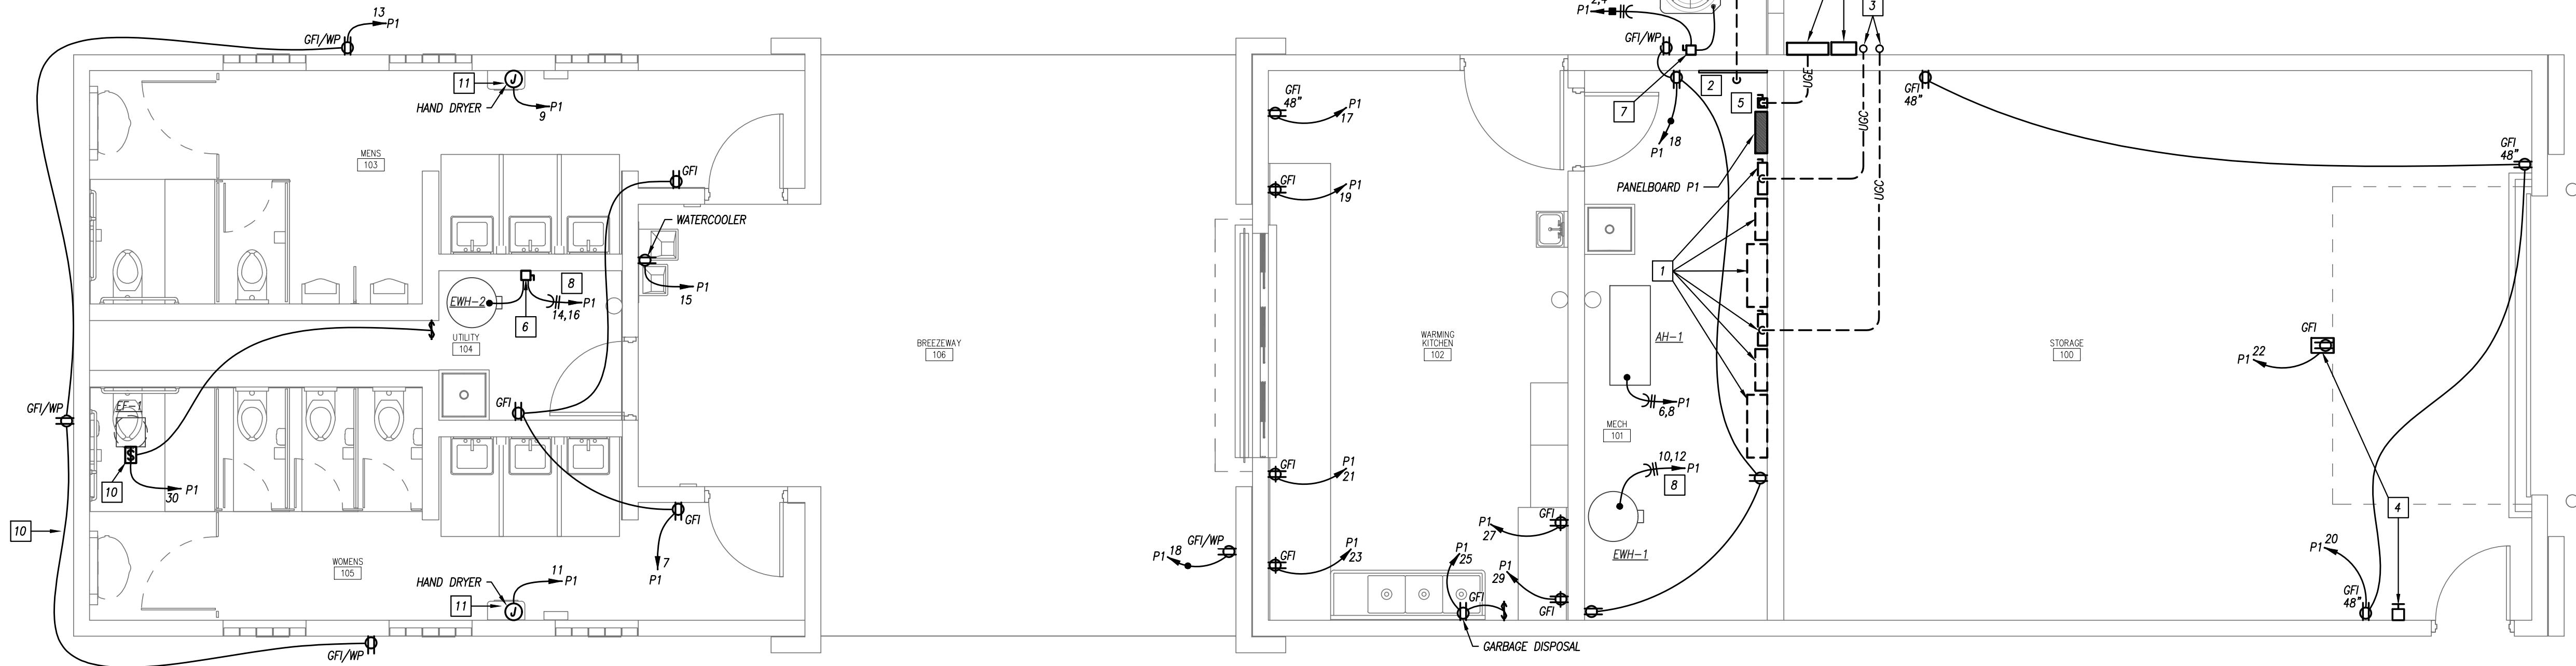 13
P1
GFI/WP
11
HAND DRYER
P1
9
MENS
103
GFI
WATERCOOLER
P1
15
EWH-2
8
P1
14,16
6
UTILITY
104
GFI
GFI/WP
EF-1
10
P1
30
10
WOMENS
105
HAND DRYER
11
11
P1
7
P1
GFI
GFI/WP
BREEZEWAY
106
P1
18
GFI/WP
GFI
48"
P1
17
GFI
P1
19
GFI
P1
21
GFI
P1
23
WARMING
KITCHEN
102
P1
25
GFI
GARBAGE DISPOSAL
P1
27
GFI
P1
29
GFI
P1
GFI/WP
7
2
5
P1
18
PANELBOARD P1
1
AH-1
6,8
P1
MECH
101
10,12
P1
8
EWH-1
3
UGE
UGC
UGC
GFI
48"
GFI
48"
STORAGE
100
GFI
P1
22
4
P1
20
GFI
48"